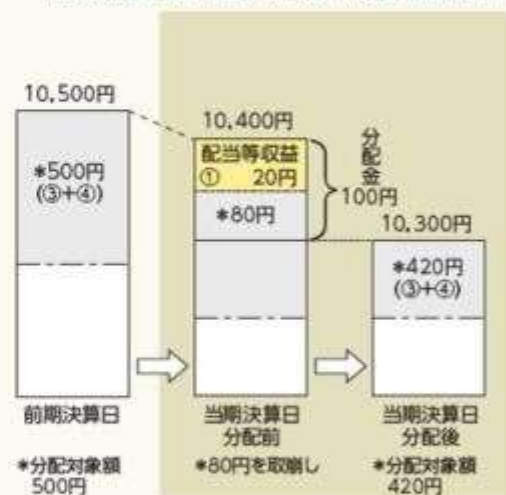 10,500円
*500円
(③+④)
前期決算日
*分配対象額
500円
10,400円
配当等収益
① 20円
*80円
分配金
100円
当期決算日
分配前
*80円を取崩し
10,300円
*420円
(③+④)
当期決算日
分配後
*分配対象額
420円